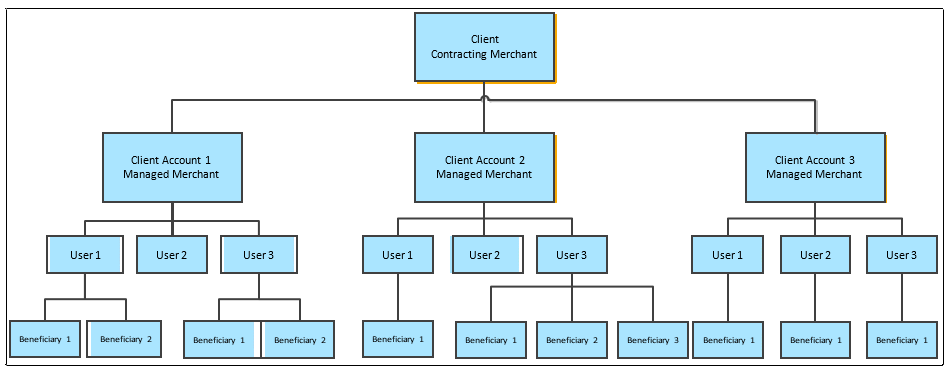 Client
Contracting Merchant
Client Account 1
Managed Merchant
Client Account 2
Managed Merchant
Client Account 3
Managed Merchant
User 1
User 2
User 3
User 1
User 2
User 3
User 1
User 2
User 3
Beneficiary 1
Beneficiary 2
Beneficiary 1
Beneficiary 2
Beneficiary 1
Beneficiary 1
Beneficiary 2
Beneficiary 3
Beneficiary 1
Beneficiary 1
Beneficiary 1